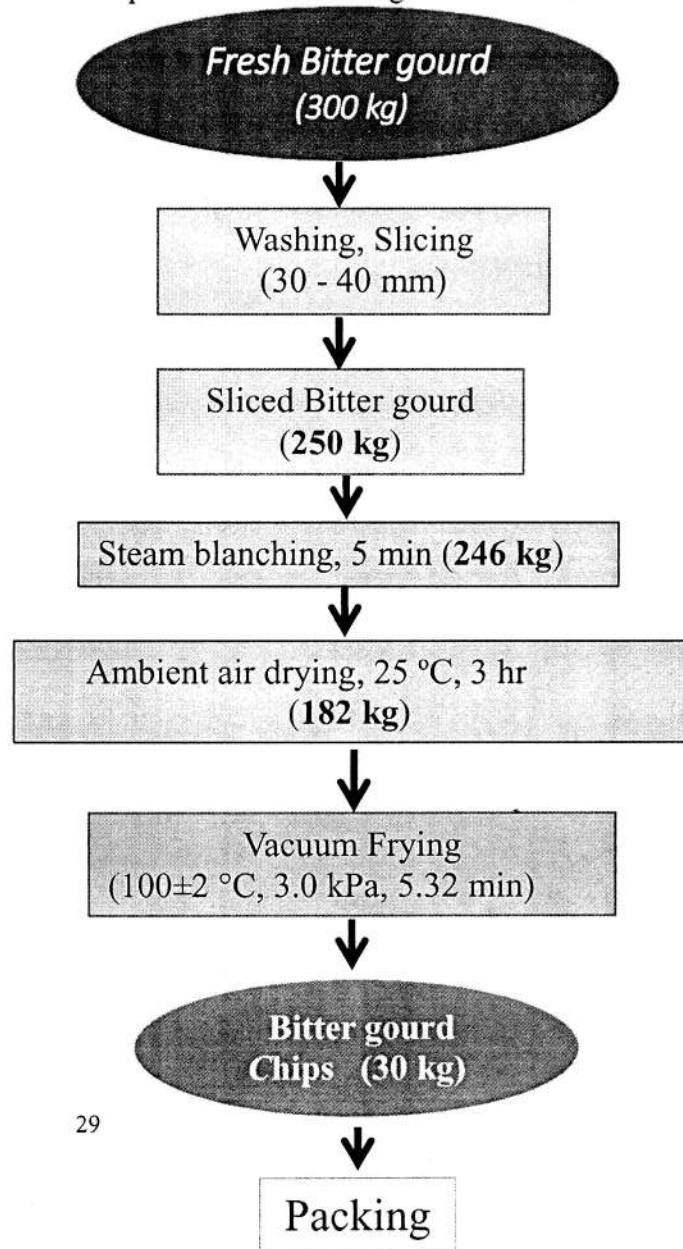 Fresh Bitter gourd
(300 kg)
Washing, Slicing
(30 - 40 mm)
Sliced Bitter gourd
(250 kg)
Steam blanching, 5 min (246 kg)
Ambient air drying, 25 ºC, 3 hr
(182 kg)
Vacuum Frying
(100±2 °C, 3.0 kPa, 5.32 min)
Bitter gourd
Chips (30 kg)
29
Packing